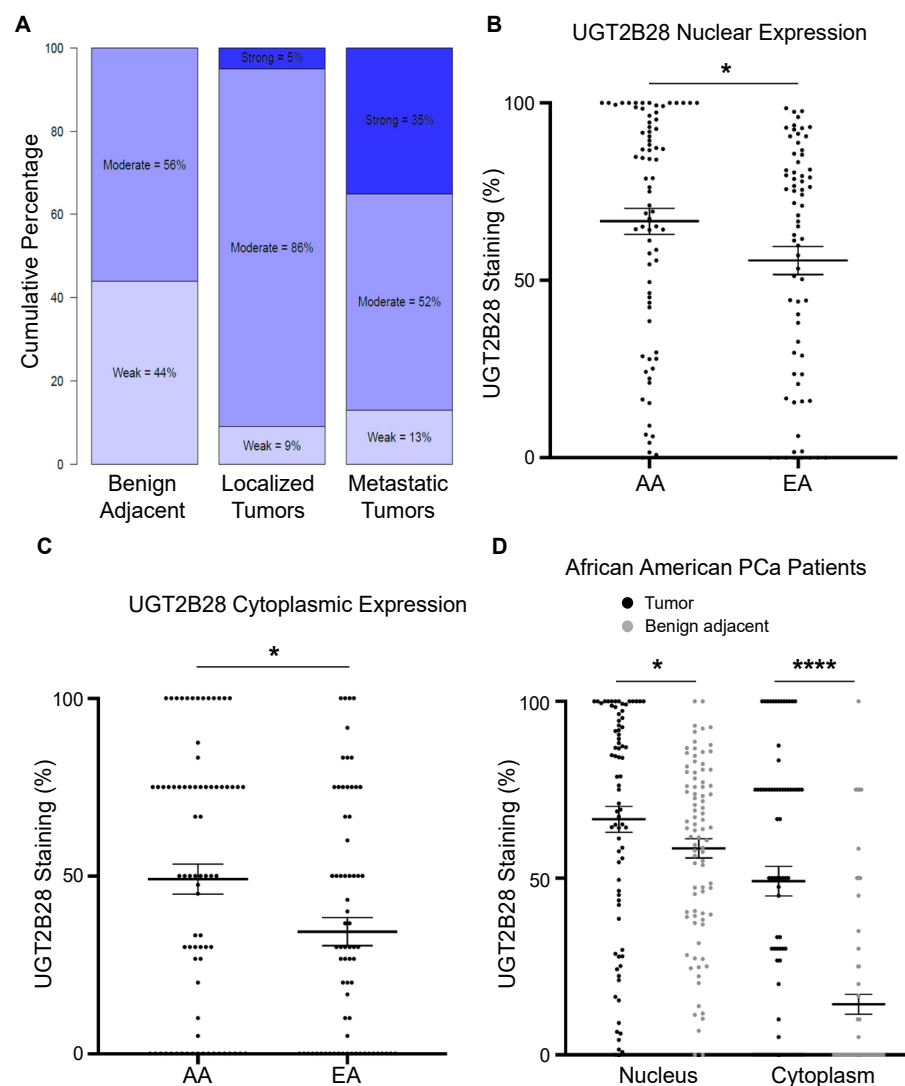 A
Cumulative Percentage
100
80
60
40
20
0
Moderate = 56%
Weak = 44%
Strong = 5%
Moderate = 86%
Weak = 9%
Strong = 35%
Moderate = 52%
Weak = 13%
Benign
Adjacent
Localized
Tumors
Metastatic
Tumors
B
UGT2B28 Nuclear Expression
*
UGT2B28 Staining (%)
100
50
0
AA
EA
C
UGT2B28 Cytoplasmic Expression
*
UGT2B28 Staining (%)
100
50
0
AA
EA
D
African American PCa Patients
Tumor
Benign adjacent
*
****
UGT2B28 Staining (%)
100
50
0
Nucleus
Cytoplasm